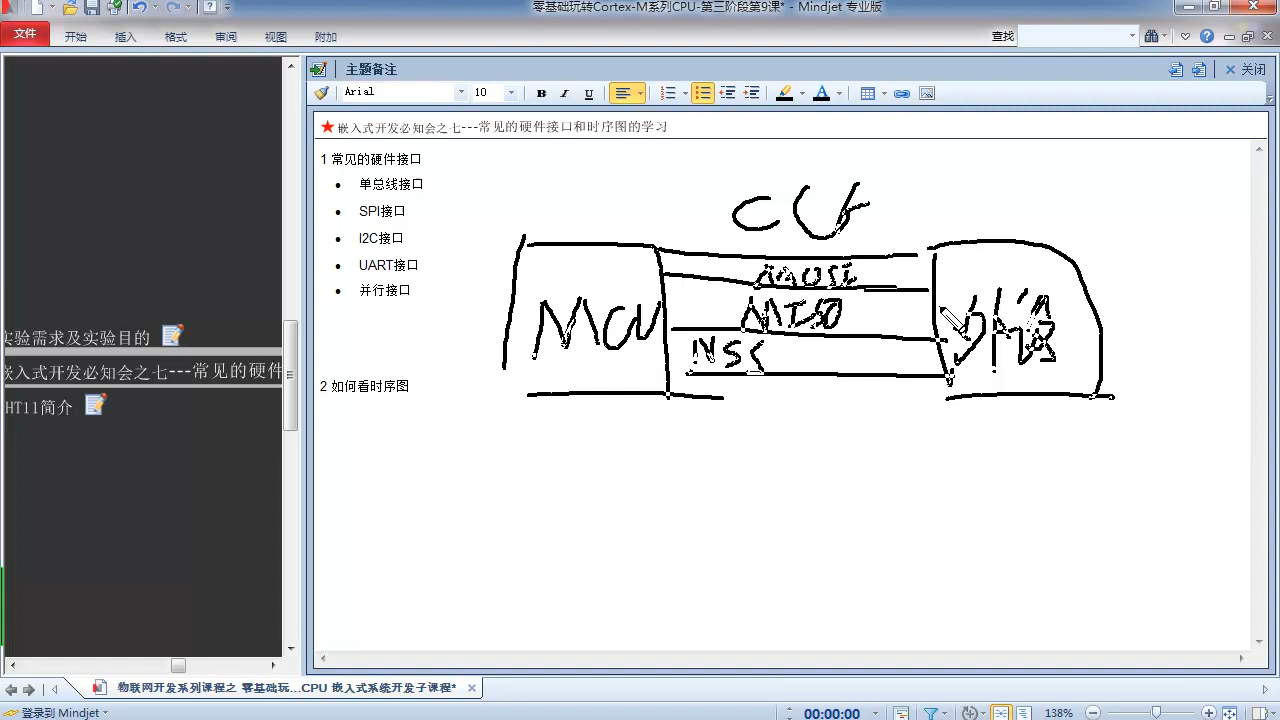 零基础玩转Cortex-M系列CPU-第三阶段第9课* - Mindjet 专业版
文件 开始 插入 格式 审阅 视图 附加 查找
主题备注 关闭
Arial 10 B I U A
★嵌入式开发必知会之七---常见的硬件接口和时序图的学习
1 常见的硬件接口
• 单总线接口
• SPI接口
• I2C接口
• UART接口
• 并行接口
2 如何看时序图
MOSI
MCU MISO 外设
NSS
实验需求及实验目的
嵌入式开发必知会之七---常见的硬件
HT11简介
物联网开发系列课程之 零基础玩...CPU 嵌入式系统开发子课程*
登录到 Mindjet 00:00:00 138%